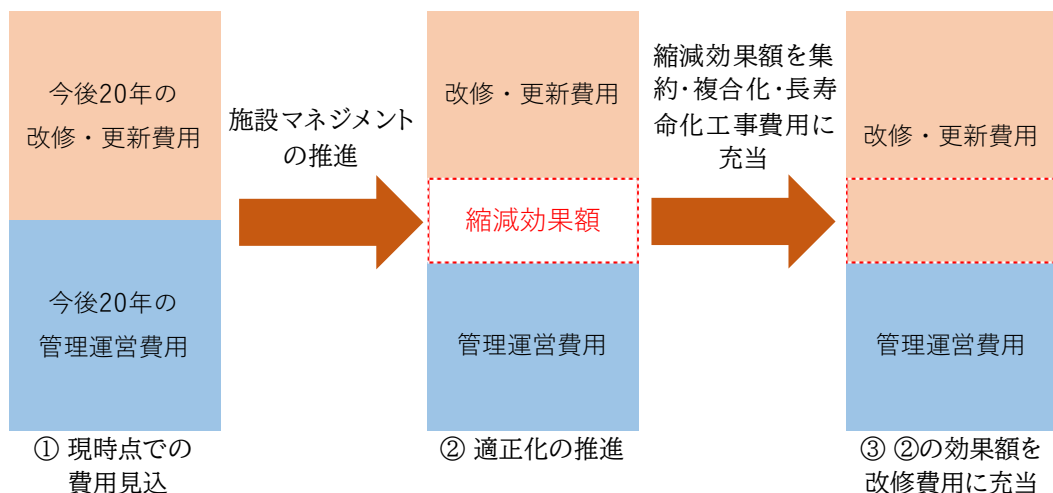 今後20年の
改修・更新費用
今後20年の
管理運営費用
① 現時点での
費用見込
施設マネジメント
の推進
改修・更新費用
縮減効果額
管理運営費用
② 適正化の推進
縮減効果額を集
約・複合化・長寿
命化工事費用に
充当
改修・更新費用
管理運営費用
③ ②の効果額を
改修費用に充当